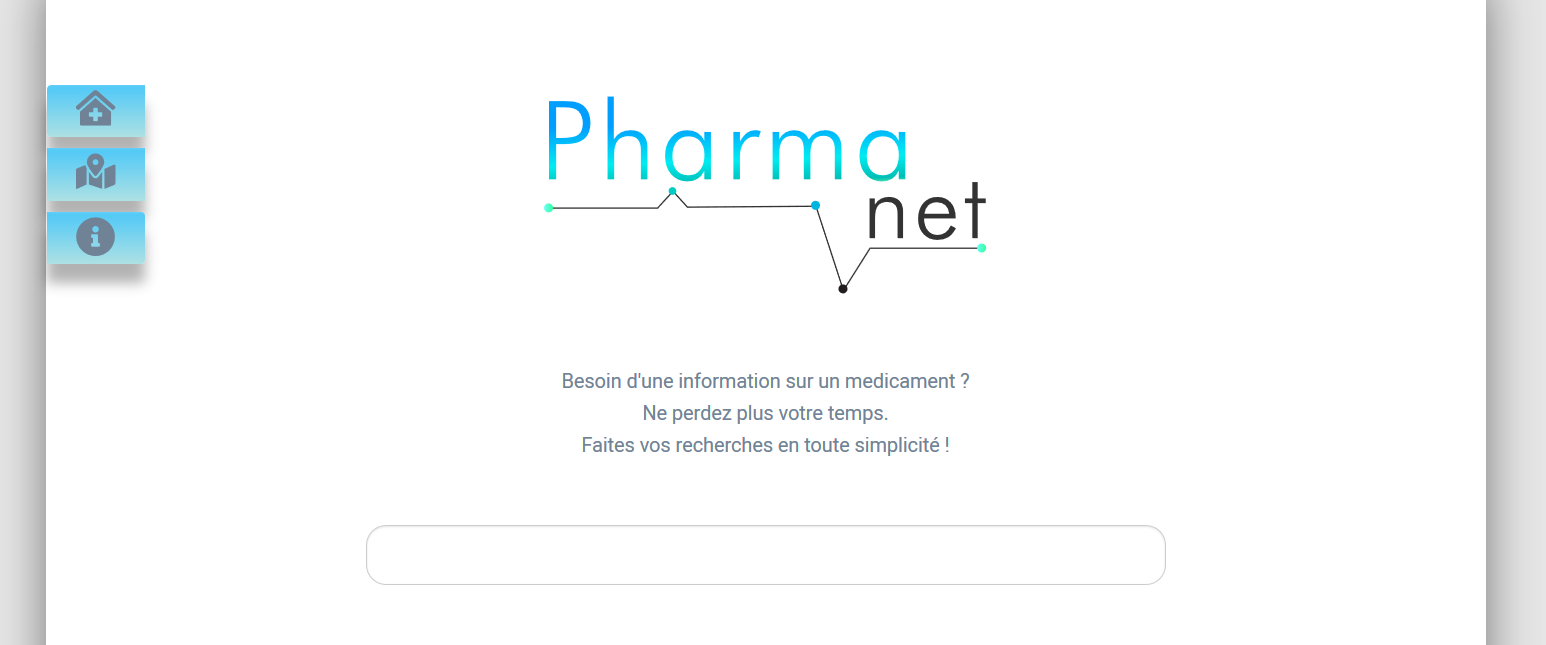 Pharma
net
Besoin d'une information sur un medicament ?
Ne perdez plus votre temps.
Faites vos recherches en toute simplicité !